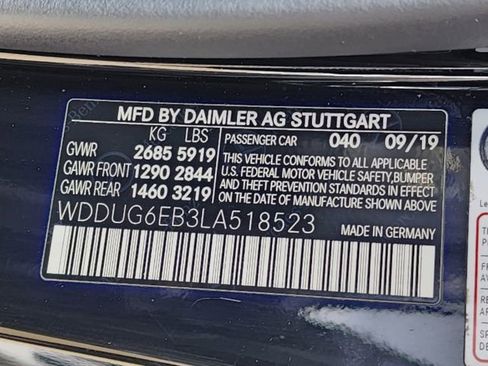 MFD BY DAIMLER AG STUTTGART
KG LBS PASSENGER CAR 040 09/19
GVWR 2685 5919 THIS VEHICLE CONFORMS TO ALL APPLICABLE
GAWR FRONT 1290 2844 U.S. FEDERAL MOTOR VEHICLE SAFETY,BUMPER
GAWR REAR 1460 3219 AND THEFT PREVENTION STANDARDS IN EFFECT
ON THE DATE OF MANUFACTURE SHOWN ABOVE.
WDDUG6EB3LA518523 MADE IN GERMANY